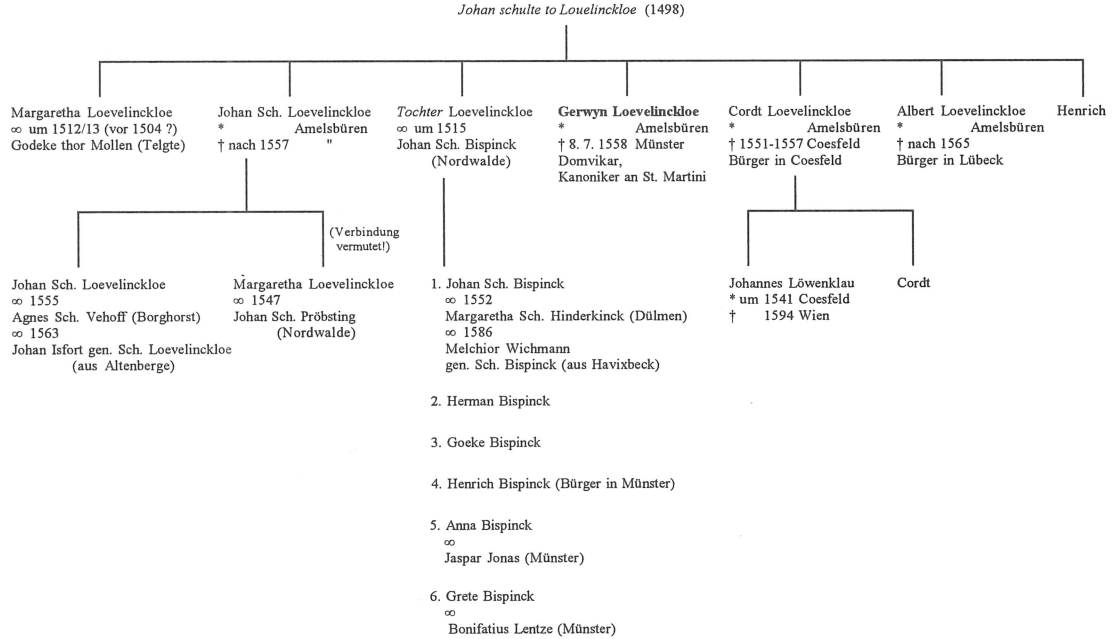 Johan schulte to Louelinckloe (1498)
Margaretha Loevelinckloe
∞ um 1512/13 (vor 1504 ?)
Godeke thor Mollen (Telgte)
Johan Sch. Loevelinckloe
* Amelsbüren
† nach 1557 "
Tochter Loevelinckloe
∞ um 1515
Johan Sch. Bispinck
(Nordwalde)
Gerwyn Loevelinckloe
* Amelsbüren
† 8. 7. 1558 Münster
Domvikar,
Kanoniker an St. Martini
Cordt Loevelinckloe
* Amelsbüren
† 1551-1557 Coesfeld
Bürger in Coesfeld
Albert Loevelinckloe
* Amelsbüren
† nach 1565
Bürger in Lübeck
Henrich
(Verbindung
vermutet!)
Johan Sch. Loevelinckloe
∞ 1555
Agnes Sch. Vehoff (Borghorst)
∞ 1563
Johan Isfort gen. Sch. Loevelinckloe
(aus Altenberge)
Margaretha Loevelinckloe
∞ 1547
Johan Sch. Pröbsting
(Nordwalde)
1. Johan Sch. Bispinck
∞ 1552
Margaretha Sch. Hinderkinck (Dülmen)
∞ 1586
Melchior Wichmann
gen. Sch. Bispinck (aus Havixbeck)
2. Herman Bispinck
3. Goeke Bispinck
4. Henrich Bispinck (Bürger in Münster)
5. Anna Bispinck
∞
Jaspar Jonas (Münster)
6. Grete Bispinck
∞
Bonifatius Lentze (Münster)
Johannes Löwenklau
* um 1541 Coesfeld
† 1594 Wien
Cordt